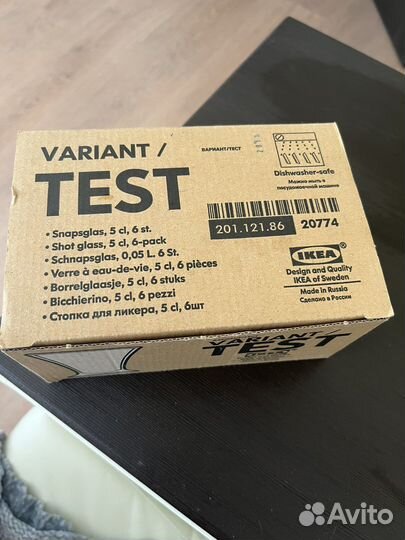 VARIANT /
ВАРИАНТ/ТЕСТ
TEST
Dishwasher-safe
Можно мыть в
посудомоечной машине
201.121.86 20774
• Snapsglas, 5 cl, 6 st.
• Shot glass, 5 cl, 6-pack
• Schnapsglas, 0,05 L. 6 St.
• Verre à eau-de-vie, 5 cl, 6 pièces
• Borrelglaasje, 5 cl, 6 stuks
• Bicchierino, 5 cl, 6 pezzi
• Стопка для ликера, 5 cl, 6шт
IKEA
Design and Quality
IKEA of Sweden
Made in Russia
Сделано в России
VARIANT
TEST
Avito